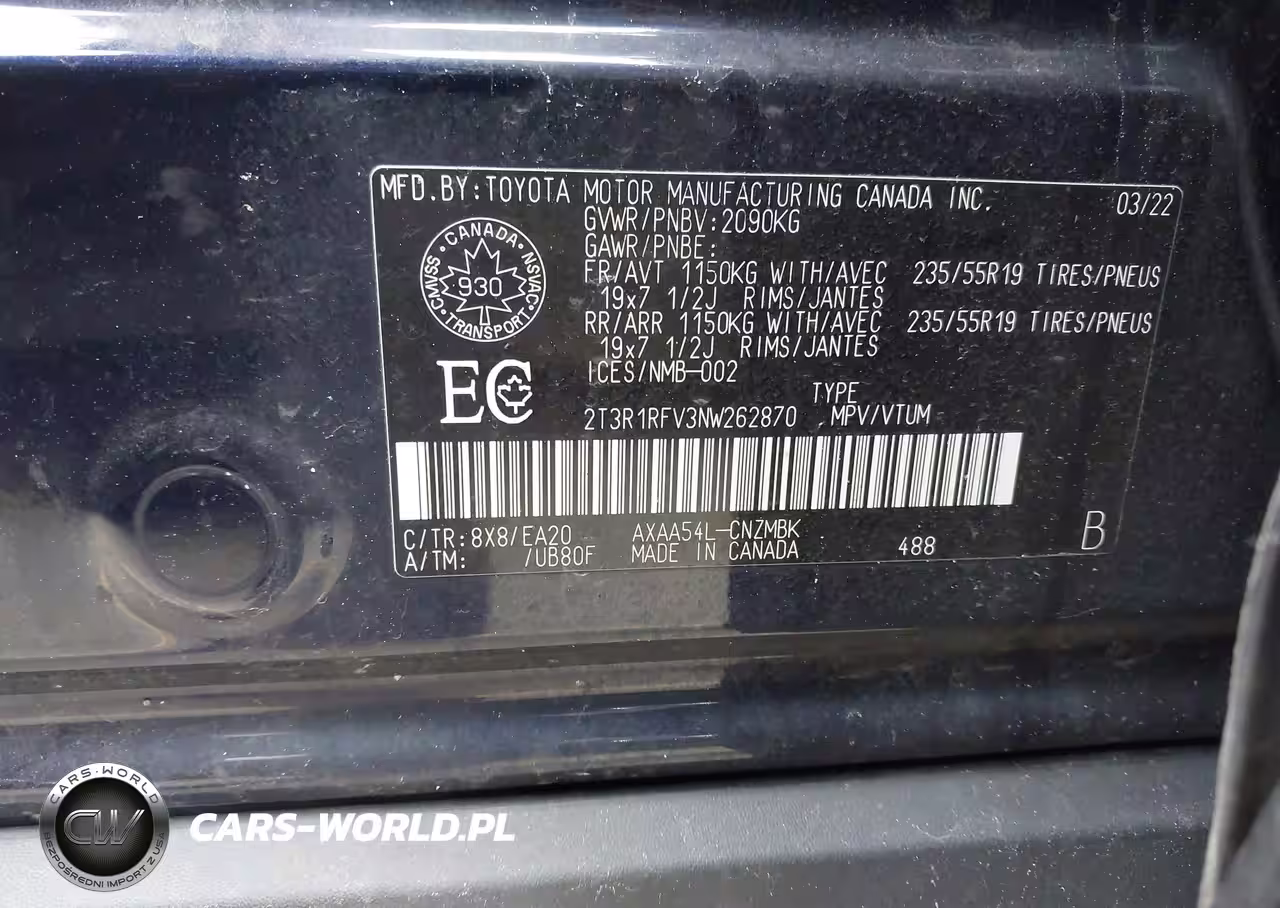 MFD.BY:TOYOTA MOTOR MANUFACTURING CANADA INC. 03/22
GVWR/PNBV:2090KG
GAWR/PNBE:
FR/AVT 1150KG WITH/AVEC 235/55R19 TIRES/PNEUS
19x7 1/2J RIMS/JANTES
RR/ARR 1150KG WITH/AVEC 235/55R19 TIRES/PNEUS
19x7 1/2J RIMS/JANTES
ICES/NMB-002
CANADA
CMVSS/NSVAC
930
TRANSPORT
EC
TYPE
2T3R1RFV3NW262870 MPV/VTUM
C/TR:8X8/EA20 AXAA54L-CNZMBK
A/TM: /UB80F MADE IN CANADA 488 B
CARS-WORLD
CW
BEZPOŚREDNI IMPORT Z USA
CARS-WORLD.PL